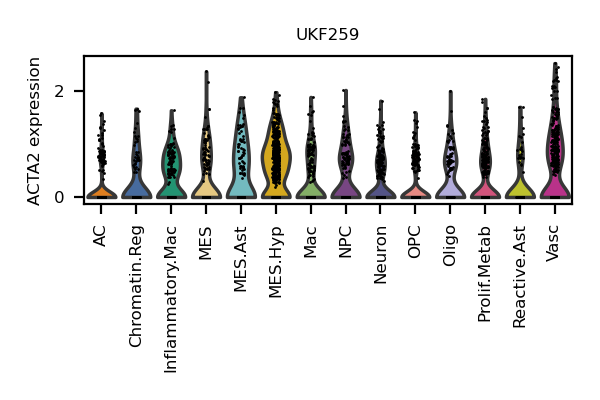 UKF259
ACTA2 expression
2
0
AC
Chromatin.Reg
Inflammatory.Mac
MES
MES.Ast
MES.Hyp
Mac
NPC
Neuron
OPC
Oligo
Prolif.Metab
Reactive.Ast
Vasc